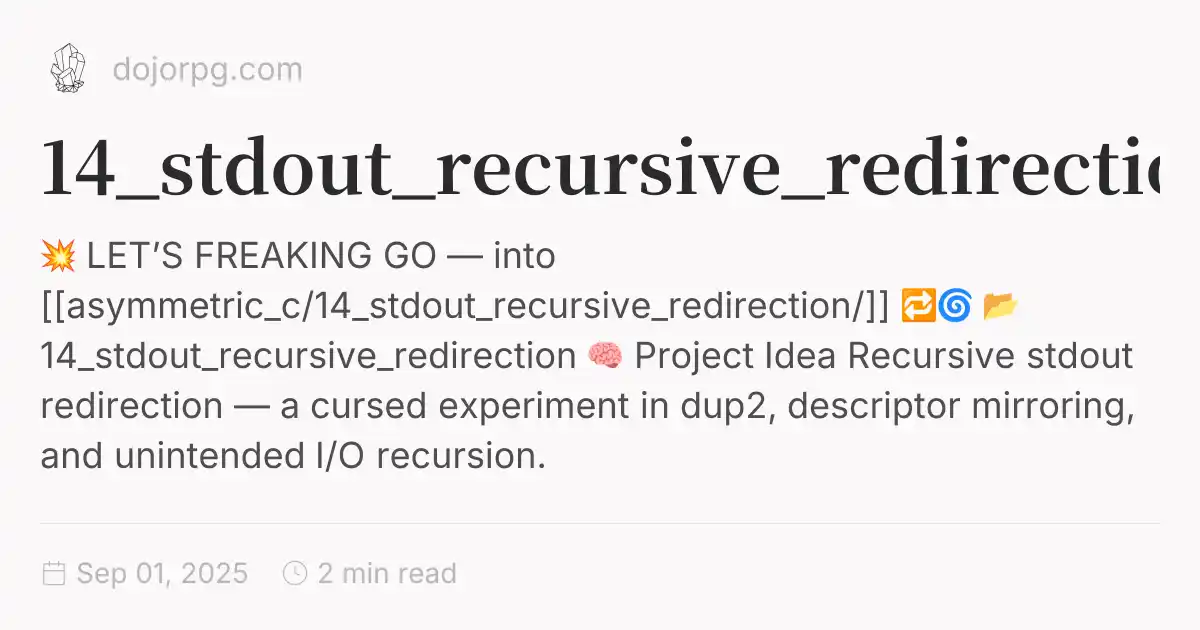 dojorpg.com
14_stdout_recursive_redirectio
💥 LET’S FREAKING GO — into
[[asymmetric_c/14_stdout_recursive_redirection/]] 🔁🌀 📂
14_stdout_recursive_redirection 🧠 Project Idea Recursive stdout
redirection — a cursed experiment in dup2, descriptor mirroring,
and unintended I/O recursion.
Sep 01, 2025 2 min read